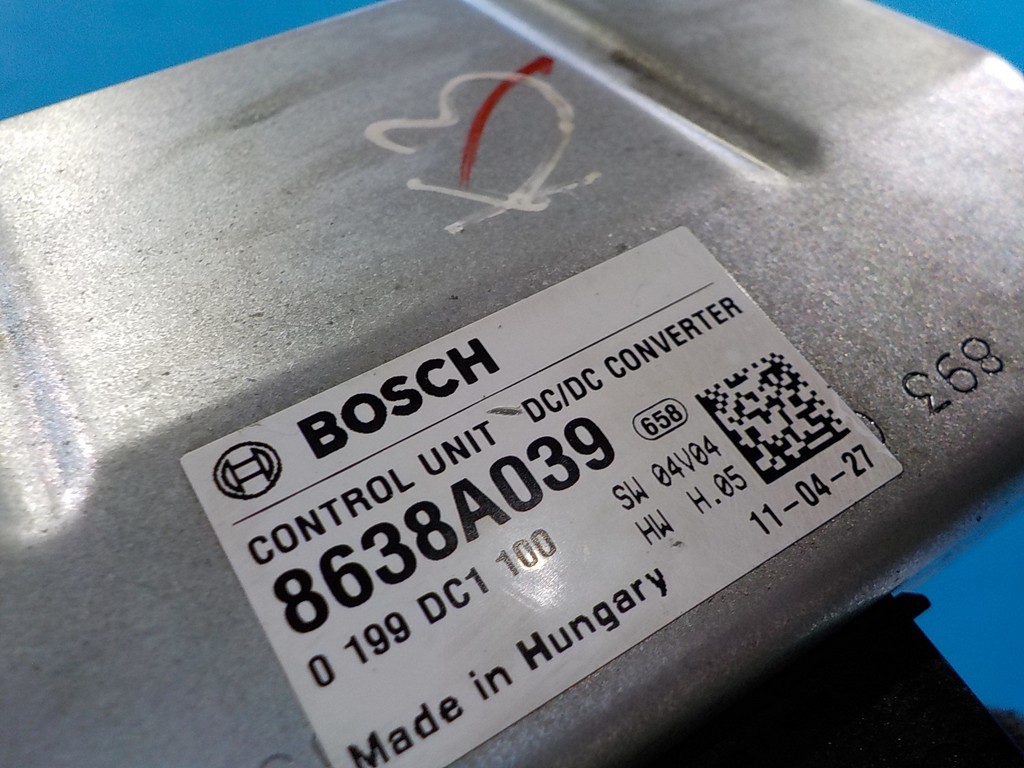 BOSCH
CONTROL UNIT DC/DC CONVERTER
8638A039
658
0 199 DC1 100
SW 04V04
HW H.05
11-04-27
Made in Hungary
893